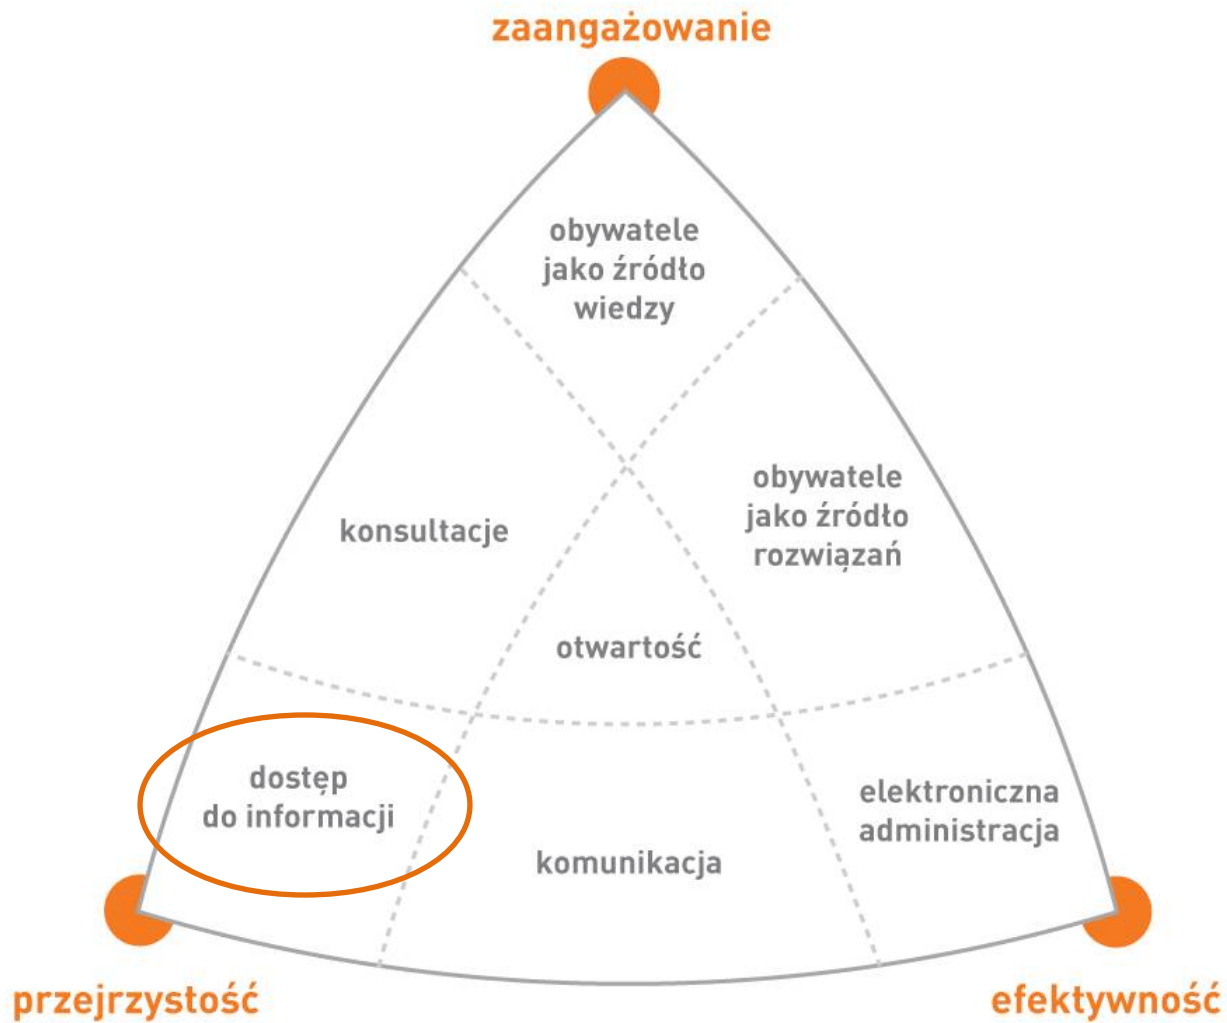 zaangażowanie
obywatele
jako źródło
wiedzy
obywatele
jako źródło
rozwiązań
konsultacje
otwartość
dostęp
do informacji
elektroniczna
administracja
komunikacja
przejrzystość
efektywność